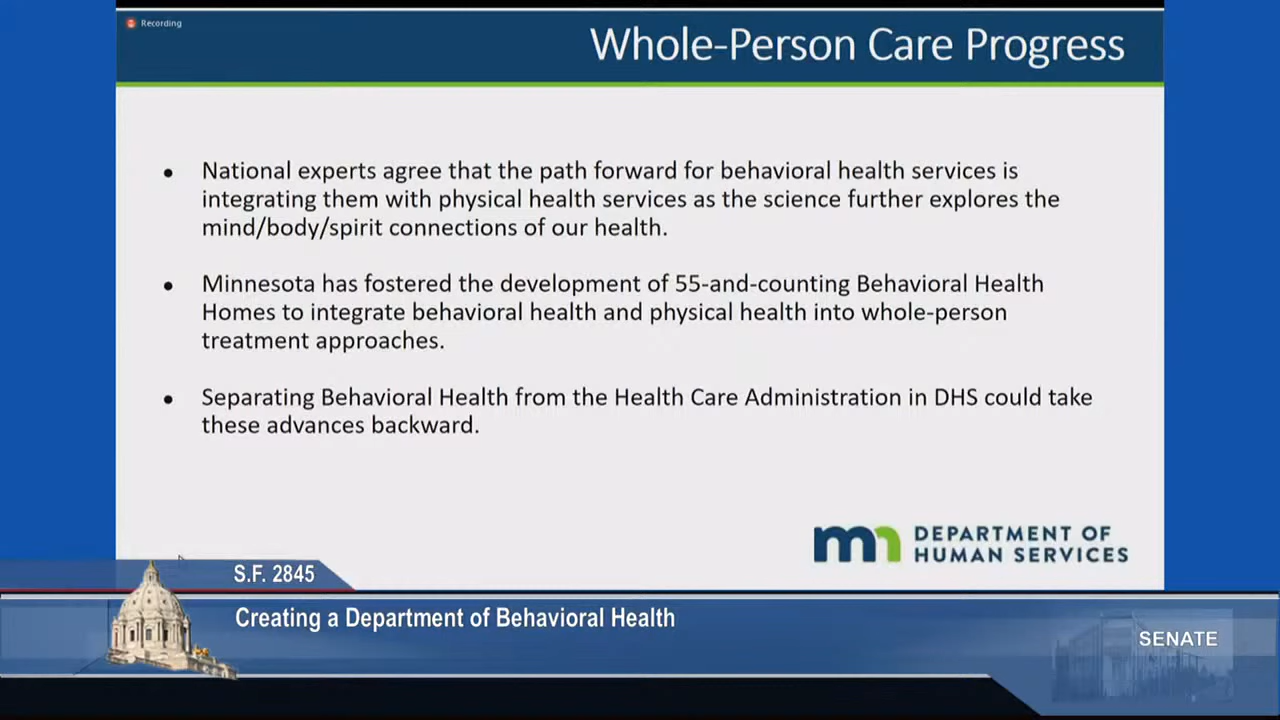 Recording
Whole-Person Care Progress
• National experts agree that the path forward for behavioral health services is
integrating them with physical health services as the science further explores the
mind/body/spirit connections of our health.
• Minnesota has fostered the development of 55-and-counting Behavioral Health
Homes to integrate behavioral health and physical health into whole-person
treatment approaches.
• Separating Behavioral Health from the Health Care Administration in DHS could take
these advances backward.
mn DEPARTMENT OF
HUMAN SERVICES
S.F. 2845
Creating a Department of Behavioral Health
SENATE